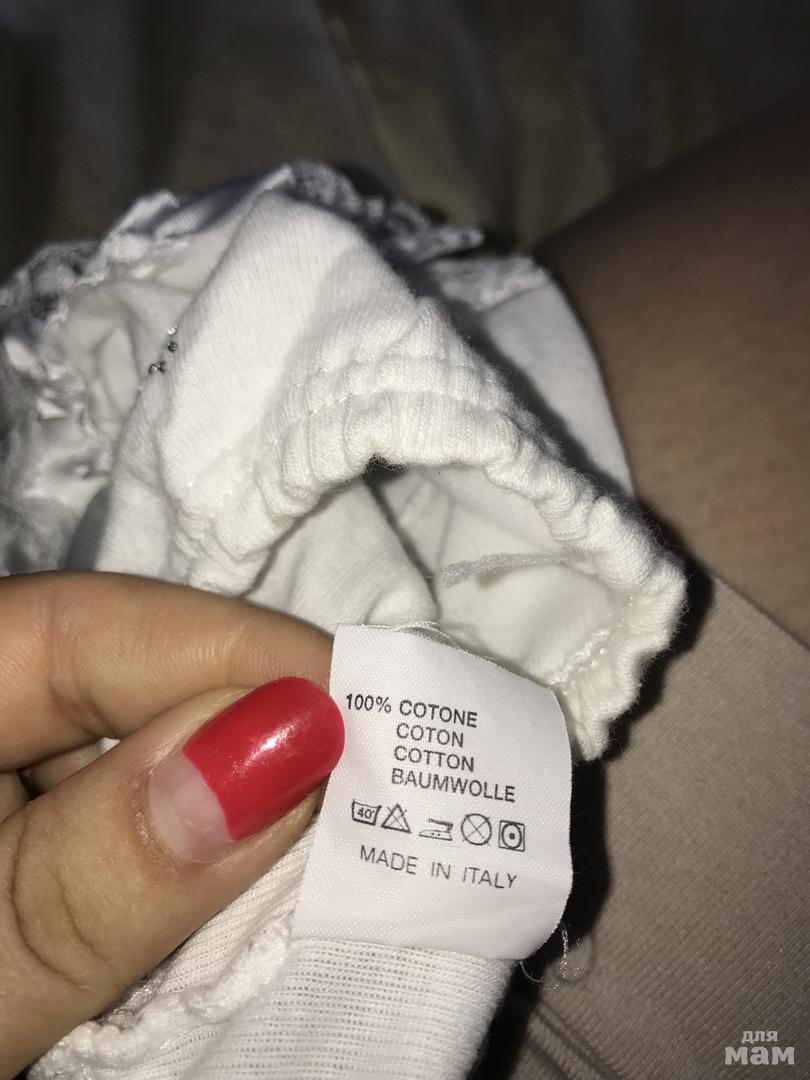 100% COTONE
COTON
COTTON
BAUMWOLLE
40°
MADE IN ITALY
для
мам